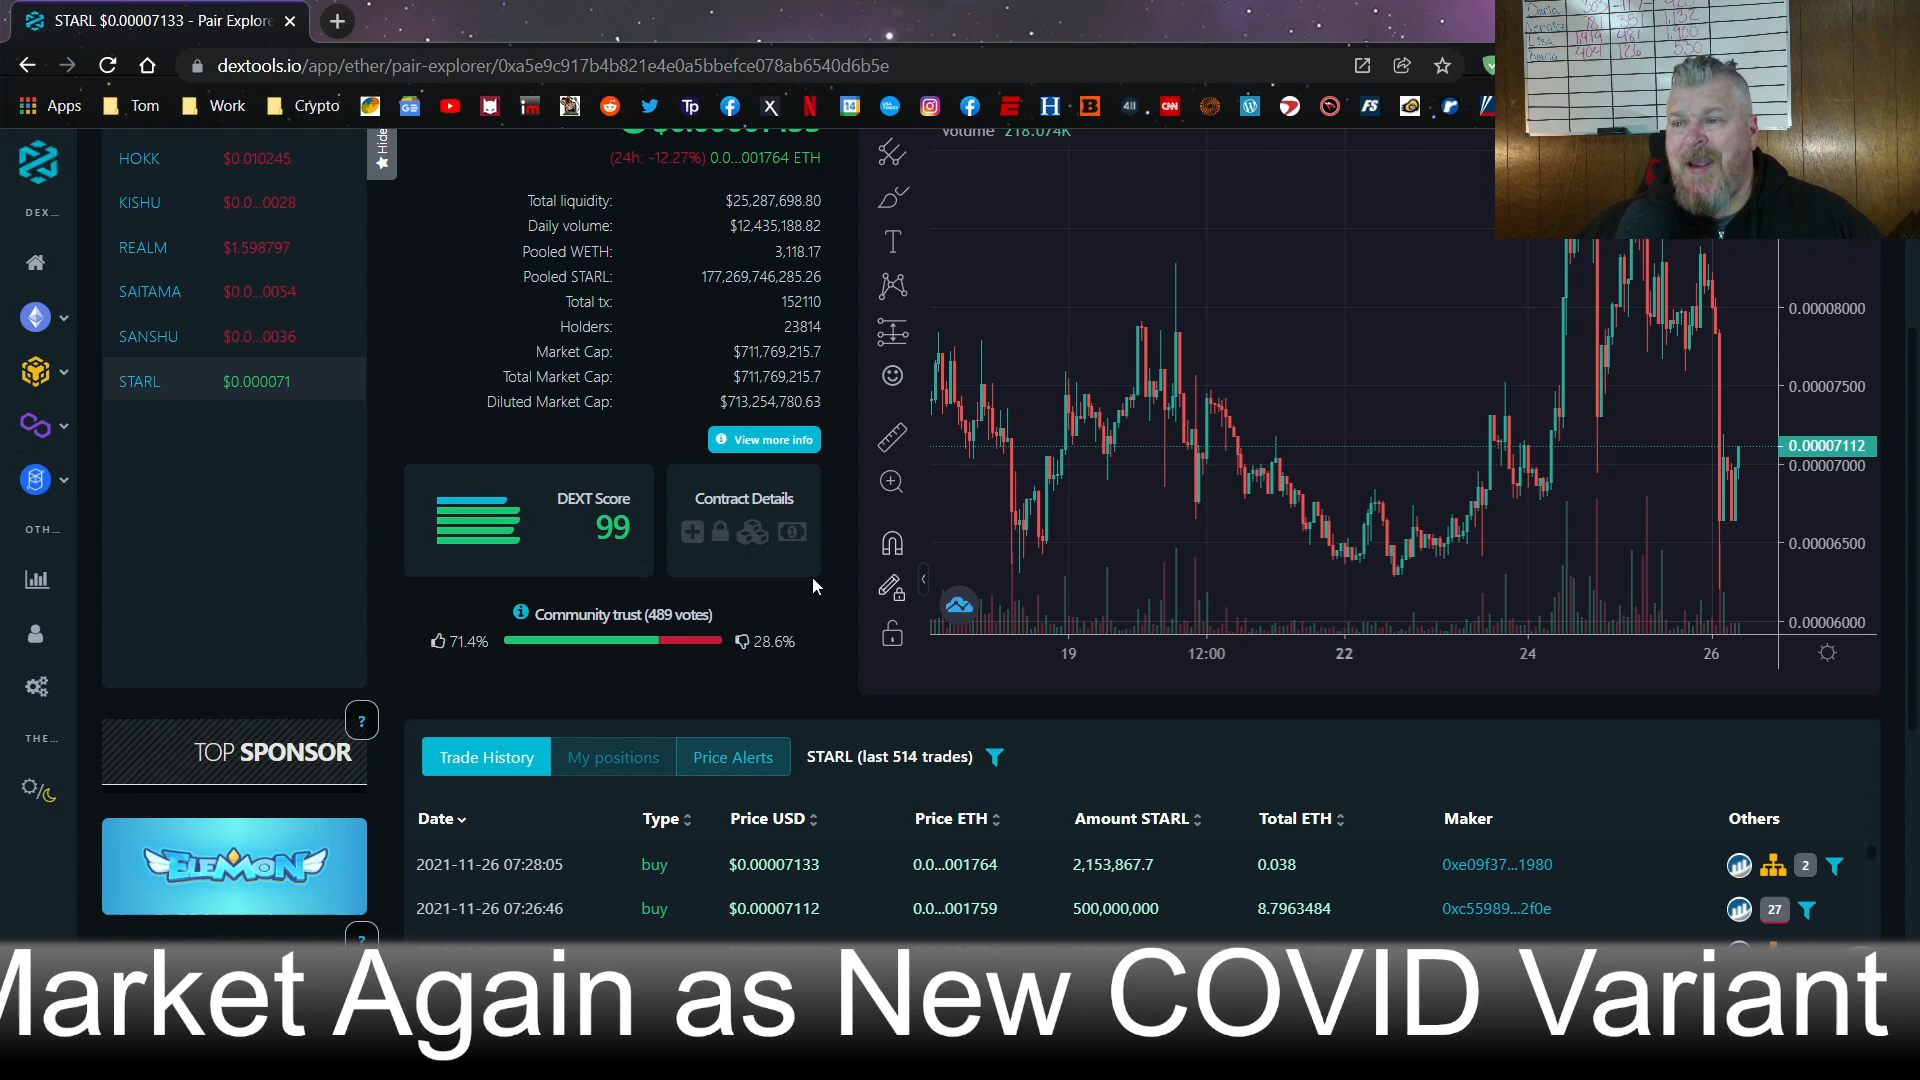 STARL $0.00007133 - Pair Explore
dextools.io/app/ether/pair-explorer/0xa5e9c917b4b821e4e0a5bbefce078ab6540d6b5e
Apps Tom Work Crypto
DEX...
OTH...
THE...
HOKK $0.010245
KISHU $0.0...0028
REALM $1.598797
SAITAMA $0.0...0054
SANSHU $0.0...0036
STARL $0.000071
Hide
(24h: -12.27%) 0.0...001764 ETH
Total liquidity: $25,287,698.80
Daily volume: $12,435,188.82
Pooled WETH: 3,118.17
Pooled STARL: 177,269,746,285.26
Total tx: 152110
Holders: 23814
Market Cap: $711,769,215.7
Total Market Cap: $711,769,215.7
Diluted Market Cap: $713,254,780.63
View more info
DEXT Score
99
Contract Details
Community trust (489 votes)
71.4% 28.6%
Volume 218.074K
0.00008000
0.00007500
0.00007112
0.00007000
0.00006500
0.00006000
19 12:00 22 24 26
TOP SPONSOR
?
ELEMON
?
Trade History My positions Price Alerts STARL (last 514 trades)
Date Type Price USD Price ETH Amount STARL Total ETH Maker Others
2021-11-26 07:28:05 buy $0.00007133 0.0...001764 2,153,867.7 0.038 0xe09f37...1980 2
2021-11-26 07:26:46 buy $0.00007112 0.0...001759 500,000,000 8.7963484 0xc55989...2f0e 27
Market Again as New COVID Variant